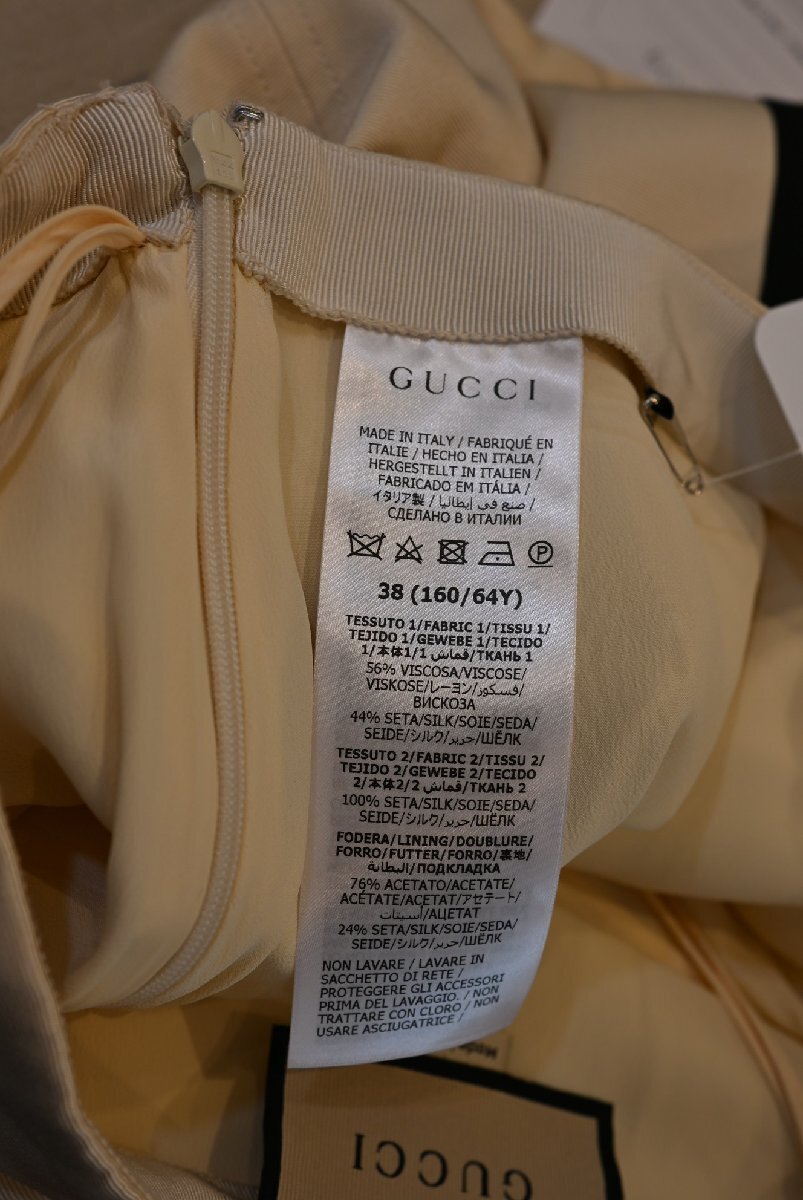 GUCCI
MADE IN ITALY / FABRIQUÉ EN
ITALIE / HECHO EN ITALIA /
HERGESTELLT IN ITALIEN /
FABRICADO EM ITÁLIA /
イタリア製 / صنع في إيطاليا /
СДЕЛАНО В ИТАЛИИ
P
38 (160/64Y)
TESSUTO 1/FABRIC 1/TISSU 1/
TEJIDO 1/GEWEBE 1/TECIDO
1/本体1/قماش 1/ТКАНЬ 1
56% VISCOSA/VISCOSE/
VISKOSE/レーヨン/فسكوز/
ВИСКОЗА
44% SETA/SILK/SOIE/SEDA/
SEIDE/シルク/حرير/ШЁЛК
TESSUTO 2/FABRIC 2/TISSU 2/
TEJIDO 2/GEWEBE 2/TECIDO
2/本体2/قماش 2/ТКАНЬ 2
100% SETA/SILK/SOIE/SEDA/
SEIDE/シルク/حرير/ШЁЛК
FODERA/LINING/DOUBLURE/
FORRO/FUTTER/FORRO/裏地/
البطانة/ПОДКЛАДКА
76% ACETATO/ACETATE/
ACÉTATE/ACETAT/アセテート/
أسيتات/АЦЕТАТ
24% SETA/SILK/SOIE/SEDA/
SEIDE/シルク/حرير/ШЁЛК
NON LAVARE / LAVARE IN
SACCHETTO DI RETE /
PROTEGGERE GLI ACCESSORI
PRIMA DEL LAVAGGIO. / NON
TRATTARE CON CLORO / NON
USARE ASCIUGATRICE /
GUCCI